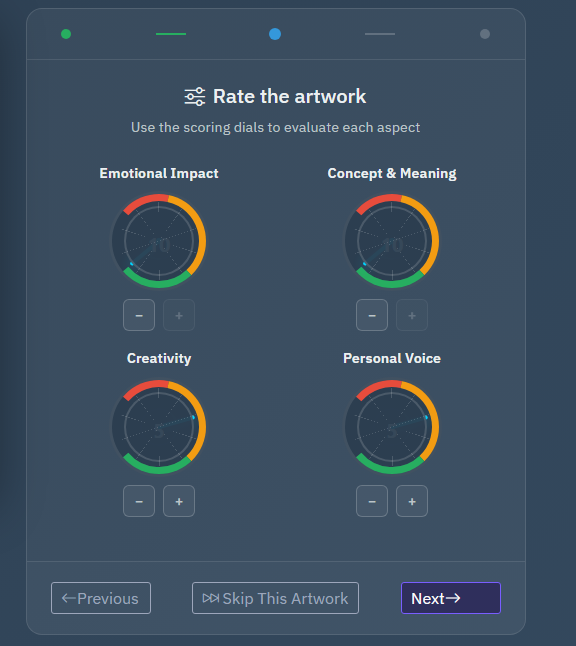 Rate the artwork
Use the scoring dials to evaluate each aspect
Emotional Impact Concept & Meaning
10 10
− + − +
Creativity Personal Voice
5 5
− + − +
←Previous Skip This Artwork Next→